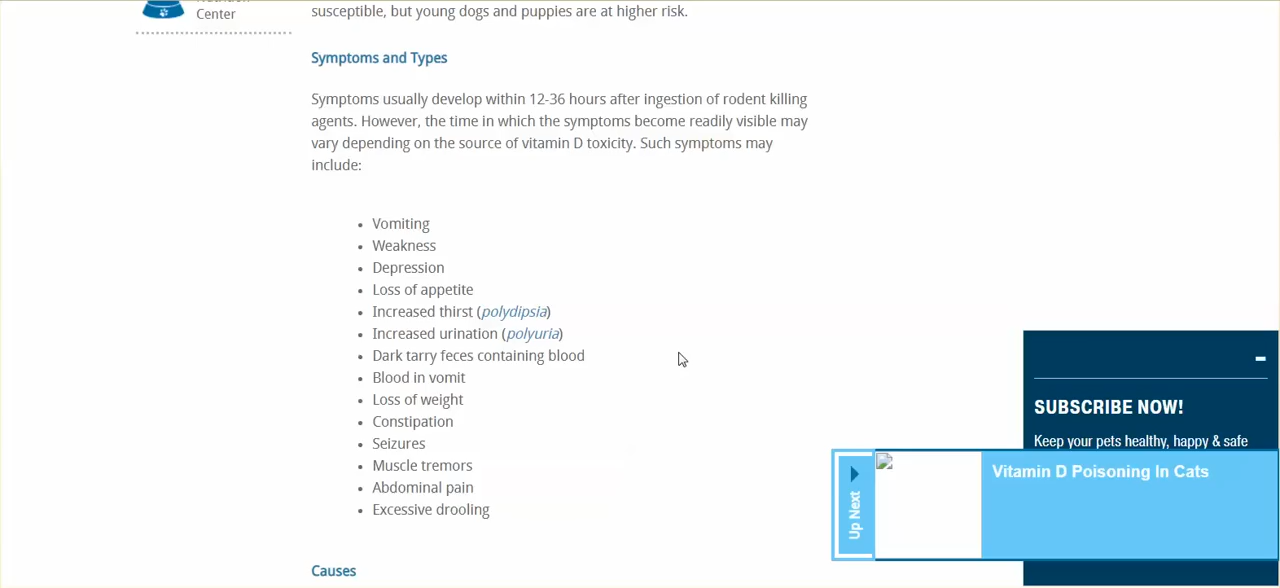 Center
susceptible, but young dogs and puppies are at higher risk.
Symptoms and Types
Symptoms usually develop within 12-36 hours after ingestion of rodent killing
agents. However, the time in which the symptoms become readily visible may
vary depending on the source of vitamin D toxicity. Such symptoms may
include:
• Vomiting
• Weakness
• Depression
• Loss of appetite
• Increased thirst (polydipsia)
• Increased urination (polyuria)
• Dark tarry feces containing blood
• Blood in vomit
• Loss of weight
• Constipation
• Seizures
• Muscle tremors
• Abdominal pain
• Excessive drooling
Causes
SUBSCRIBE NOW!
Keep your pets healthy, happy & safe
Up Next
Vitamin D Poisoning In Cats